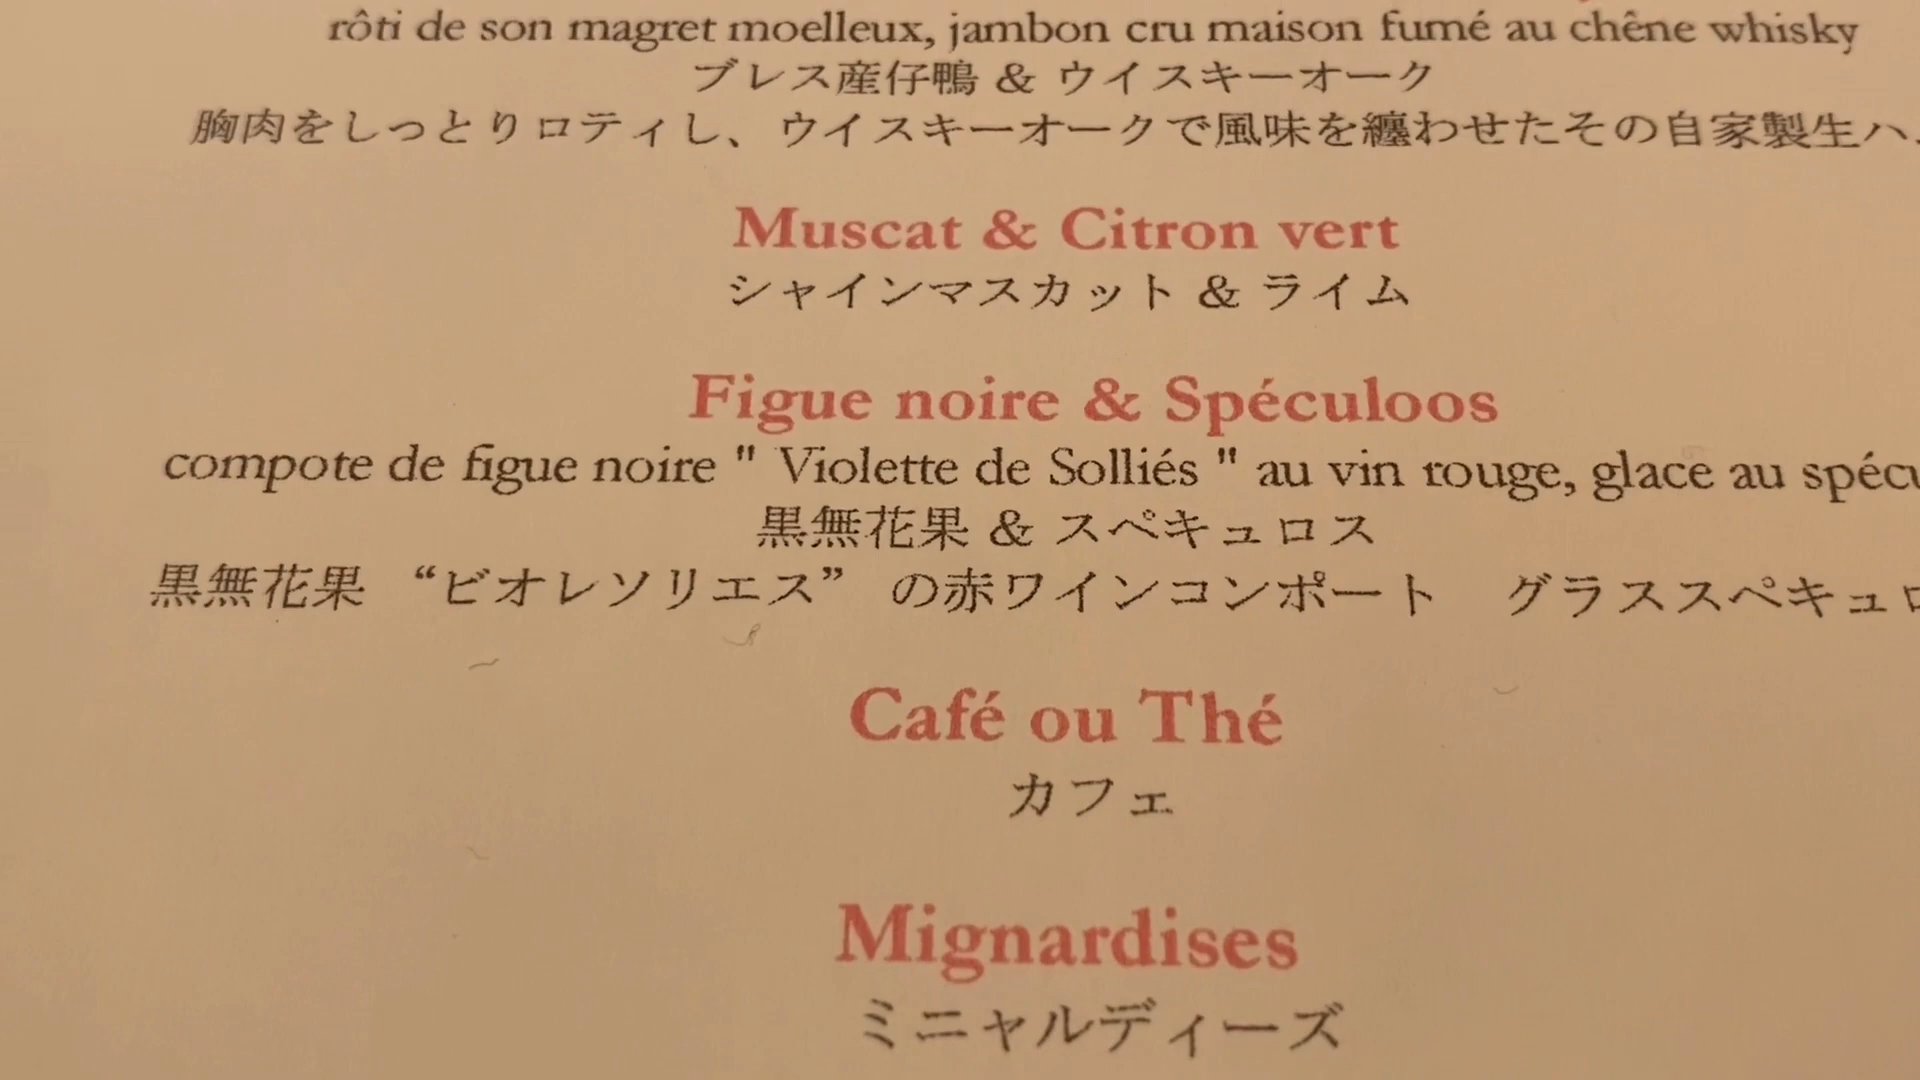 rôti de son magret moelleux, jambon cru maison fumé au chêne whisky
ブレス産仔鴨 & ウイスキーオーク
胸肉をしっとりロティし、ウイスキーオークで風味を纏わせたその自家製生ハ
Muscat & Citron vert
シャインマスカット & ライム
Figue noire & Spéculoos
compote de figue noire " Violette de Solliés " au vin rouge, glace au spécu
黒無花果 & スペキュロス
黒無花果 “ビオレソリエス” の赤ワインコンポート グラススペキュロ
Café ou Thé
カフェ
Mignardises
ミニャルディーズ